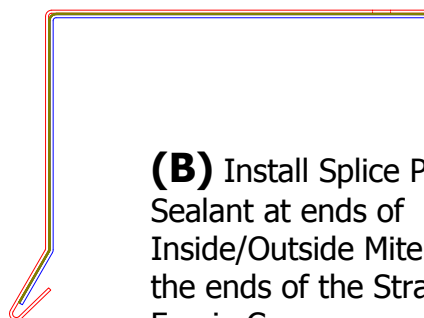 (B) Install Splice P
Sealant at ends of
Inside/Outside Mite
the ends of the Stra